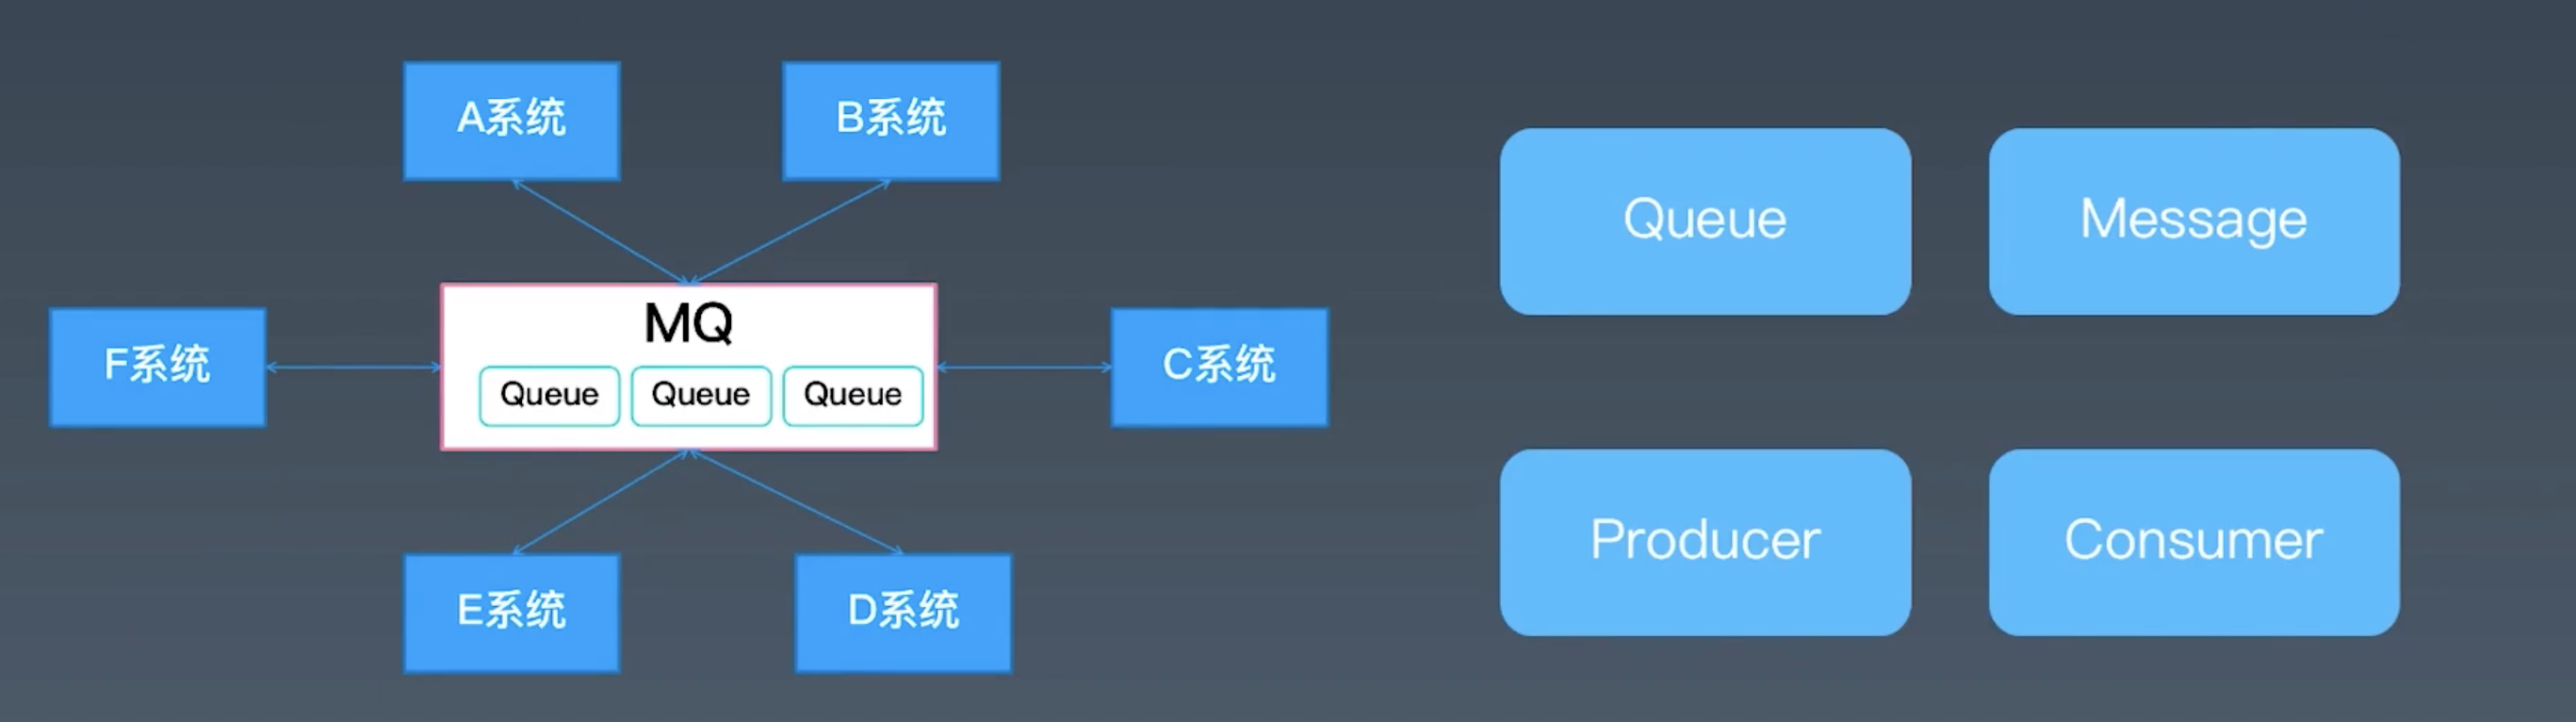 A系统
B系统
Queue
Message
MQ
F系统
Queue Queue Queue
C系统
Producer
Consumer
E系统
D系统